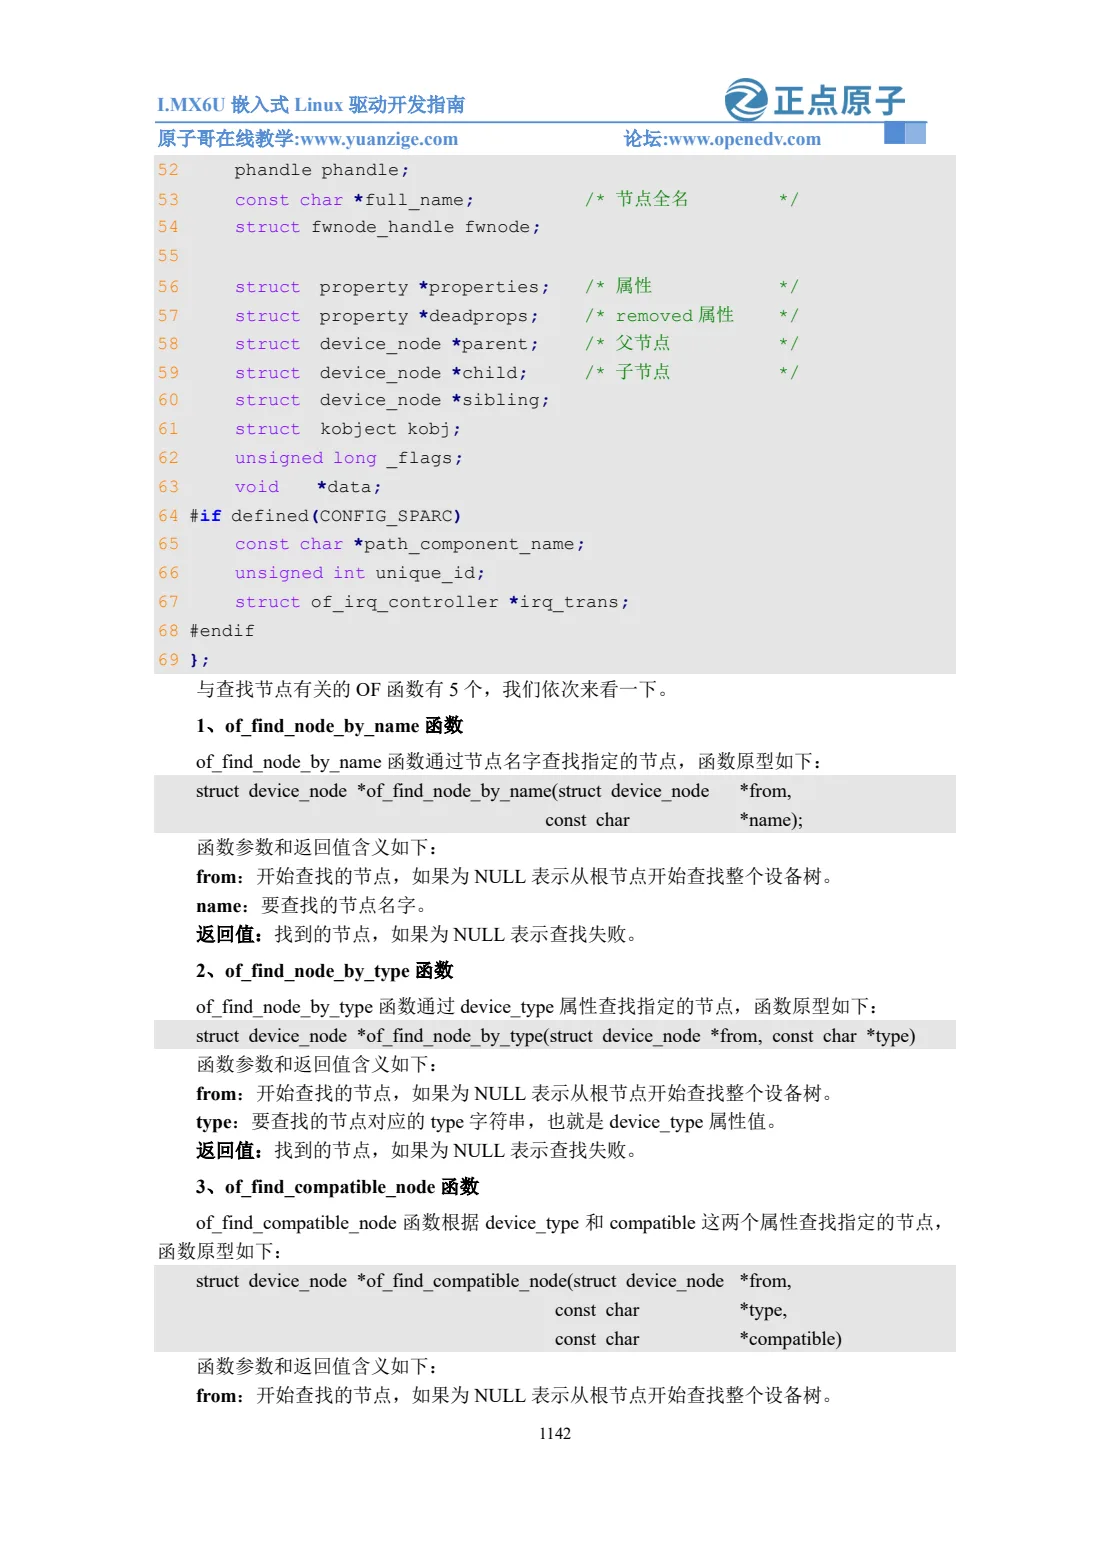 I.MX6U 嵌入式 Linux 驱动开发指南
正点原子
原子哥在线教学:www.yuanzige.com 论坛:www.openedv.com
52 phandle phandle;
53 const char *full_name; /* 节点全名 */
54 struct fwnode_handle fwnode;
55
56 struct property *properties; /* 属性 */
57 struct property *deadprops; /* removed 属性 */
58 struct device_node *parent; /* 父节点 */
59 struct device_node *child; /* 子节点 */
60 struct device_node *sibling;
61 struct kobject kobj;
62 unsigned long _flags;
63 void *data;
64 #if defined(CONFIG_SPARC)
65 const char *path_component_name;
66 unsigned int unique_id;
67 struct of_irq_controller *irq_trans;
68 #endif
69 };
与查找节点有关的 OF 函数有 5 个，我们依次来看一下。
1、of_find_node_by_name 函数
of_find_node_by_name 函数通过节点名字查找指定的节点，函数原型如下：
struct device_node *of_find_node_by_name(struct device_node *from,
const char *name);
函数参数和返回值含义如下：
from：开始查找的节点，如果为 NULL 表示从根节点开始查找整个设备树。
name：要查找的节点名字。
返回值：找到的节点，如果为 NULL 表示查找失败。
2、of_find_node_by_type 函数
of_find_node_by_type 函数通过 device_type 属性查找指定的节点，函数原型如下：
struct device_node *of_find_node_by_type(struct device_node *from, const char *type)
函数参数和返回值含义如下：
from：开始查找的节点，如果为 NULL 表示从根节点开始查找整个设备树。
type：要查找的节点对应的 type 字符串，也就是 device_type 属性值。
返回值：找到的节点，如果为 NULL 表示查找失败。
3、of_find_compatible_node 函数
of_find_compatible_node 函数根据 device_type 和 compatible 这两个属性查找指定的节点，
函数原型如下：
struct device_node *of_find_compatible_node(struct device_node *from,
const char *type,
const char *compatible)
函数参数和返回值含义如下：
from：开始查找的节点，如果为 NULL 表示从根节点开始查找整个设备树。
1142